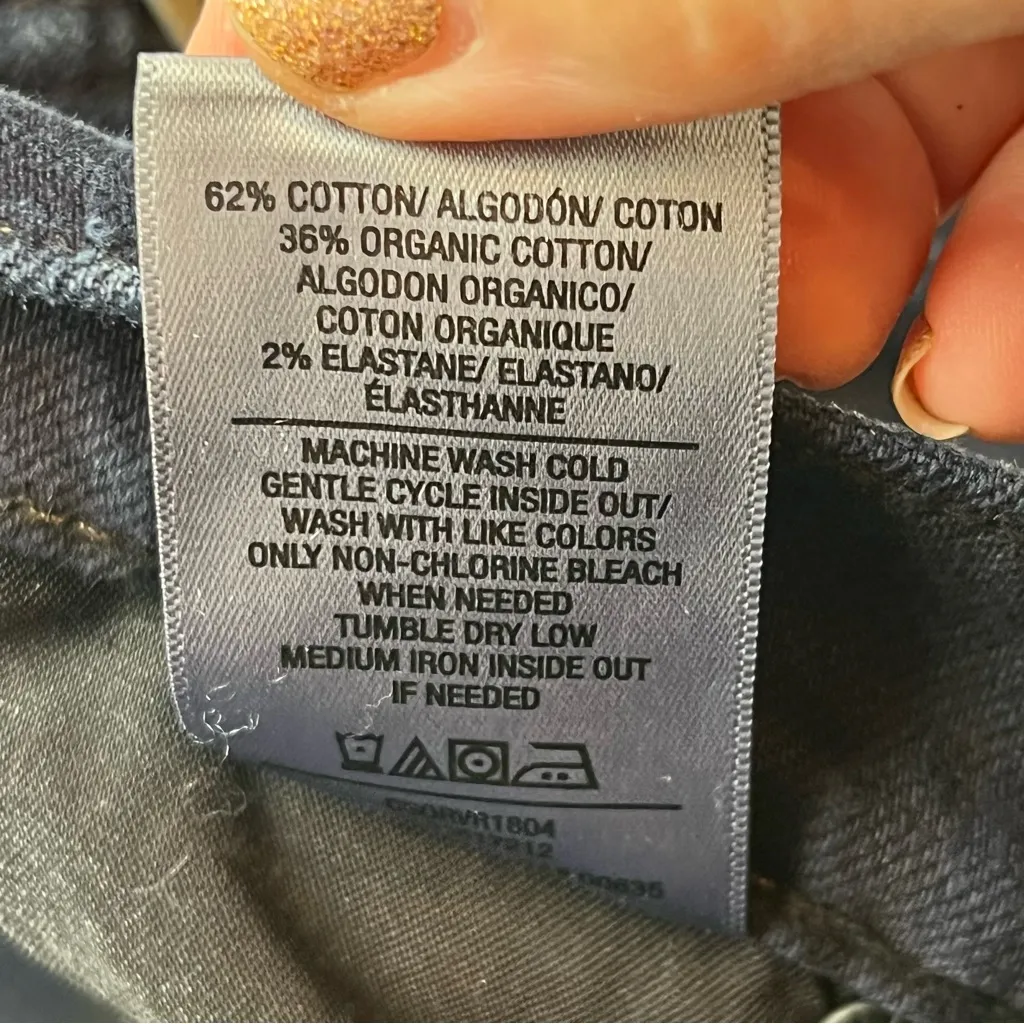 62% COTTON/ ALGODÓN/ COTON
36% ORGANIC COTTON/
ALGODON ORGANICO/
COTON ORGANIQUE
2% ELASTANE/ ELASTANO/
ÉLASTHANNE
MACHINE WASH COLD
GENTLE CYCLE INSIDE OUT/
WASH WITH LIKE COLORS
ONLY NON-CHLORINE BLEACH
WHEN NEEDED
TUMBLE DRY LOW
MEDIUM IRON INSIDE OUT
IF NEEDED